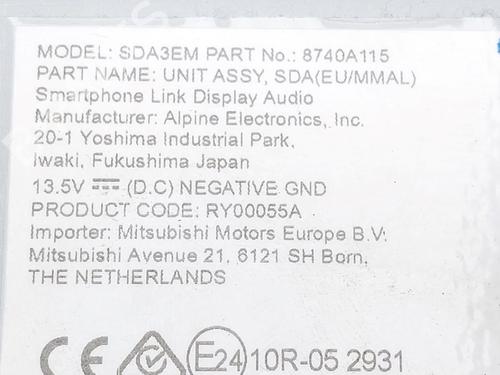 MODEL: SDA3EM PART No.: 8740A115
PART NAME: UNIT ASSY, SDA(EU/MMAL)
Smartphone Link Display Audio
Manufacturer: Alpine Electronics, Inc.
20-1 Yoshima Industrial Park,
Iwaki, Fukushima Japan
13.5V ⎓ (D.C) NEGATIVE GND
PRODUCT CODE: RY00055A
Importer: Mitsubishi Motors Europe B.V.
Mitsubishi Avenue 21, 6121 SH Born,
THE NETHERLANDS
CE E24 10R-05 2931